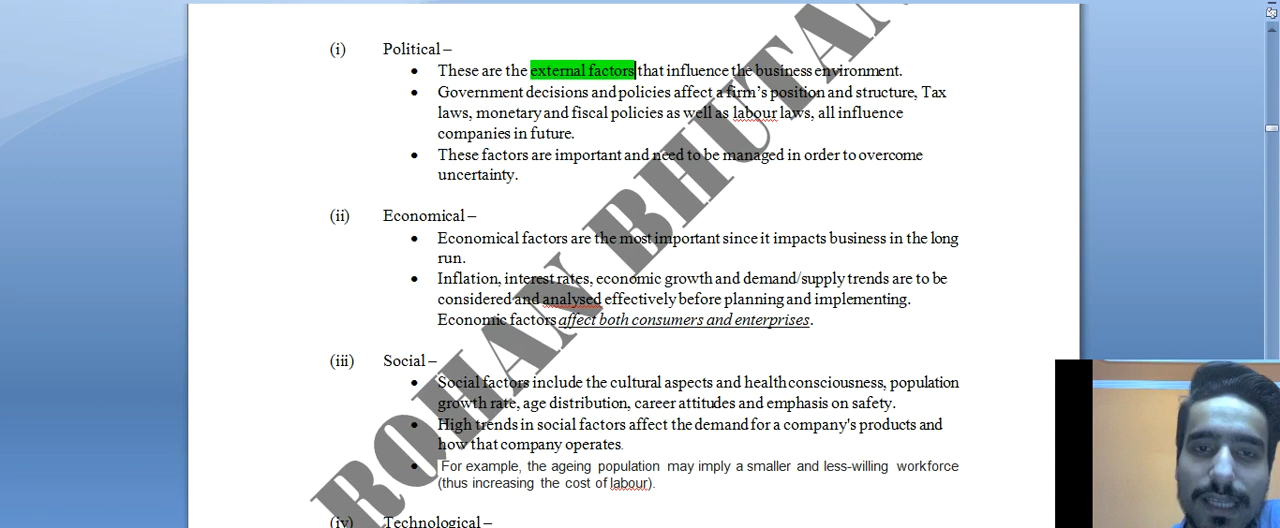 (i) Political –
• These are the external factors that influence the business environment.
• Government decisions and policies affect a firm's position and structure, Tax
laws, monetary and fiscal policies as well as labour laws, all influence
companies in future.
• These factors are important and need to be managed in order to overcome
uncertainty.
(ii) Economical –
• Economical factors are the most important since it impacts business in the long
run.
• Inflation, interest rates, economic growth and demand/supply trends are to be
considered and analysed effectively before planning and implementing.
Economic factors affect both consumers and enterprises.
(iii) Social –
• Social factors include the cultural aspects and health consciousness, population
growth rate, age distribution, career attitudes and emphasis on safety.
• High trends in social factors affect the demand for a company's products and
how that company operates.
• For example, the ageing population may imply a smaller and less-willing workforce
(thus increasing the cost of labour).
(iv) Technological –
ROHAN BHUTA